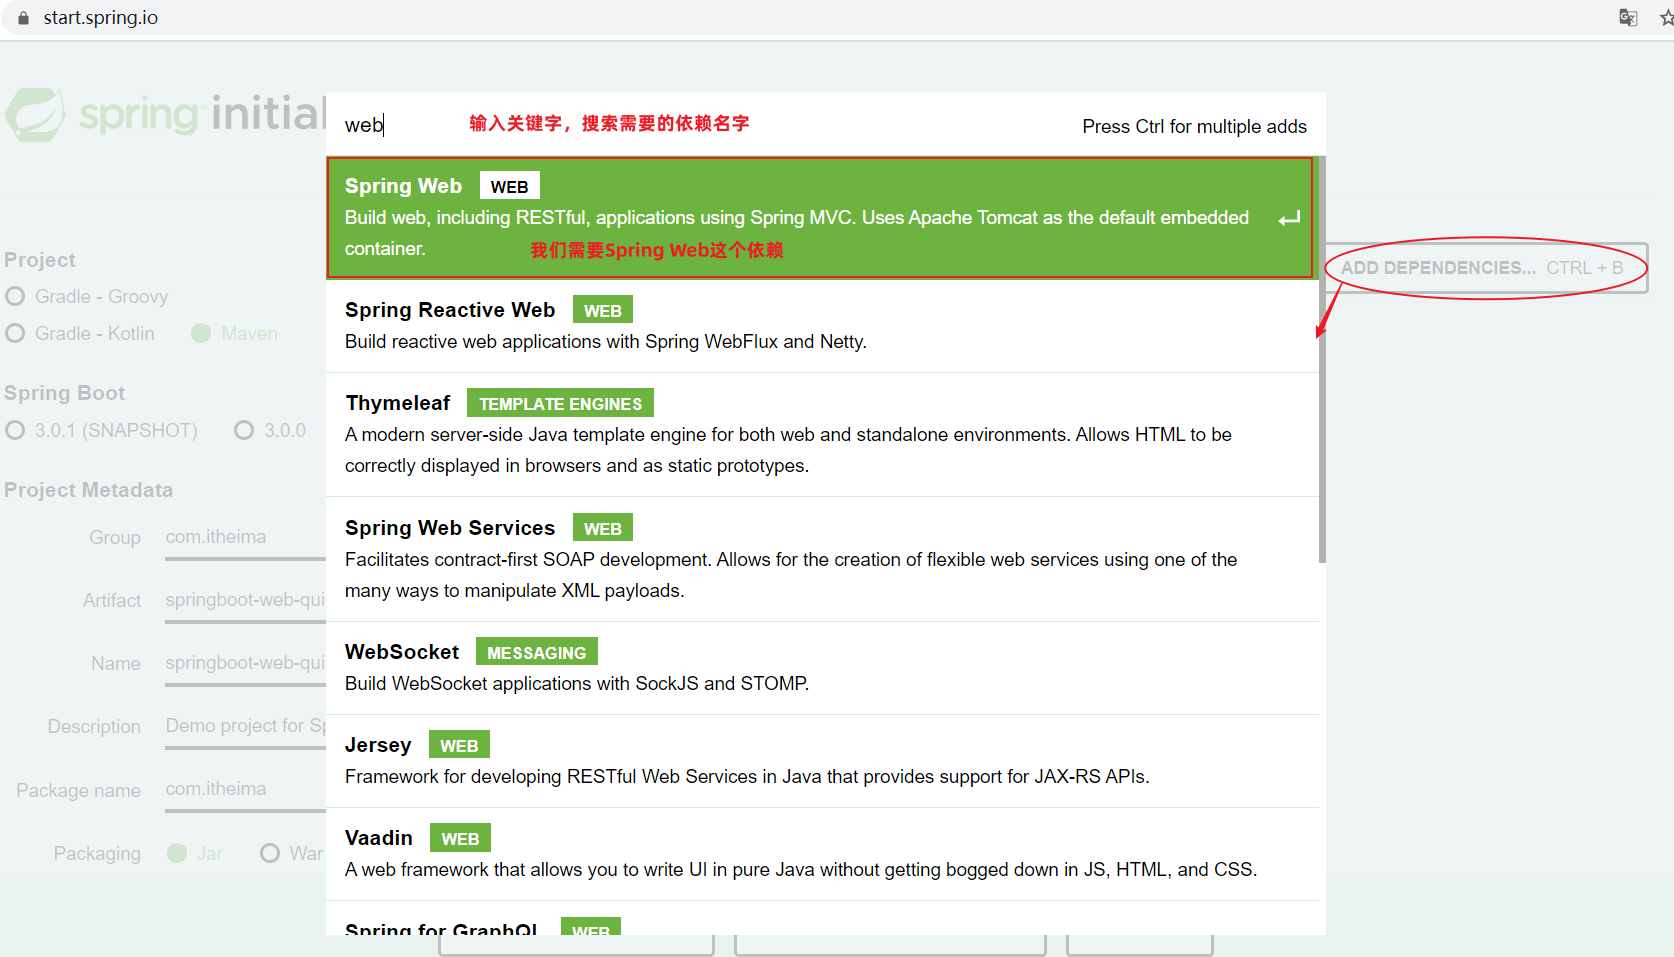 start.spring.io
spring initial
web
输入关键字，搜索需要的依赖名字
Press Ctrl for multiple adds
Spring Web WEB
Build web, including RESTful, applications using Spring MVC. Uses Apache Tomcat as the default embedded
container.
我们需要Spring Web这个依赖
ADD DEPENDENCIES... CTRL + B
Project
Gradle - Groovy
Gradle - Kotlin Maven
Spring Boot
3.0.1 (SNAPSHOT) 3.0.0
Project Metadata
Group com.itheima
Artifact springboot-web-qui
Name springboot-web-qui
Description Demo project for Sp
Package name com.itheima
Packaging Jar War
Spring Reactive Web WEB
Build reactive web applications with Spring WebFlux and Netty.
Thymeleaf TEMPLATE ENGINES
A modern server-side Java template engine for both web and standalone environments. Allows HTML to be
correctly displayed in browsers and as static prototypes.
Spring Web Services WEB
Facilitates contract-first SOAP development. Allows for the creation of flexible web services using one of the
many ways to manipulate XML payloads.
WebSocket MESSAGING
Build WebSocket applications with SockJS and STOMP.
Jersey WEB
Framework for developing RESTful Web Services in Java that provides support for JAX-RS APIs.
Vaadin WEB
A web framework that allows you to write UI in pure Java without getting bogged down in JS, HTML, and CSS.
Spring for GraphQL WEB